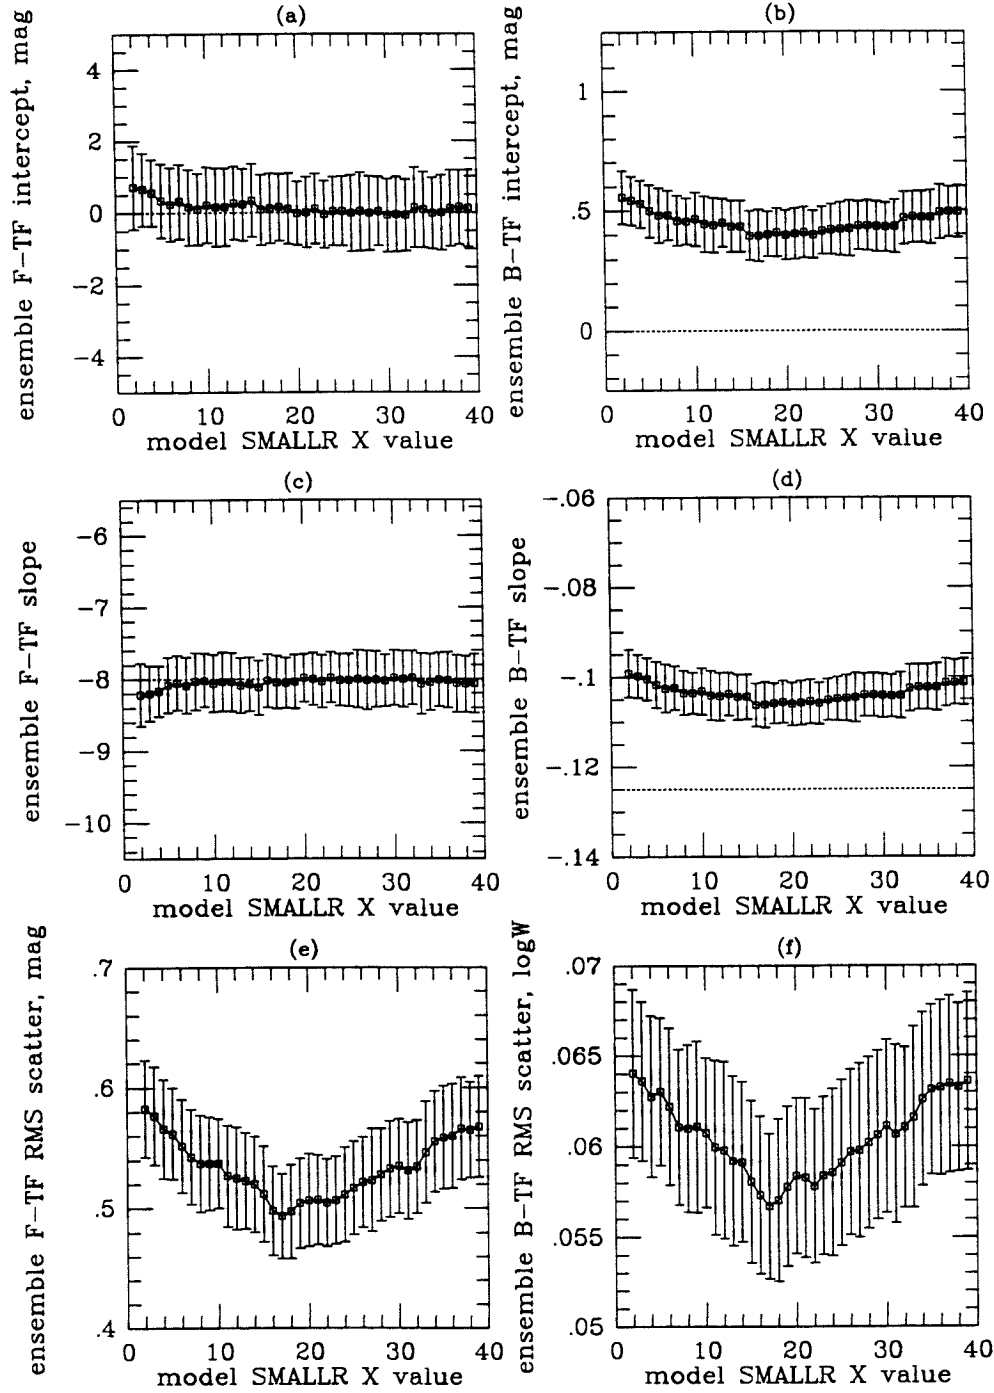 (a)
ensemble F-TF intercept, mag
4
2
0
-2
-4
0 10 20 30 40
model SMALLR X value
(b)
ensemble B-TF intercept, mag
1
.5
0
0 10 20 30 40
model SMALLR X value
(c)
ensemble F-TF slope
-6
-7
-8
-9
-10
0 10 20 30 40
model SMALLR X value
(d)
ensemble B-TF slope
-.06
-.08
-.1
-.12
-.14
0 10 20 30 40
model SMALLR X value
(e)
ensemble F-TF RMS scatter, mag
.7
.6
.5
.4
0 10 20 30 40
model SMALLR X value
(f)
ensemble B-TF RMS scatter, logW
.07
.065
.06
.055
.05
0 10 20 30 40
model SMALLR X value